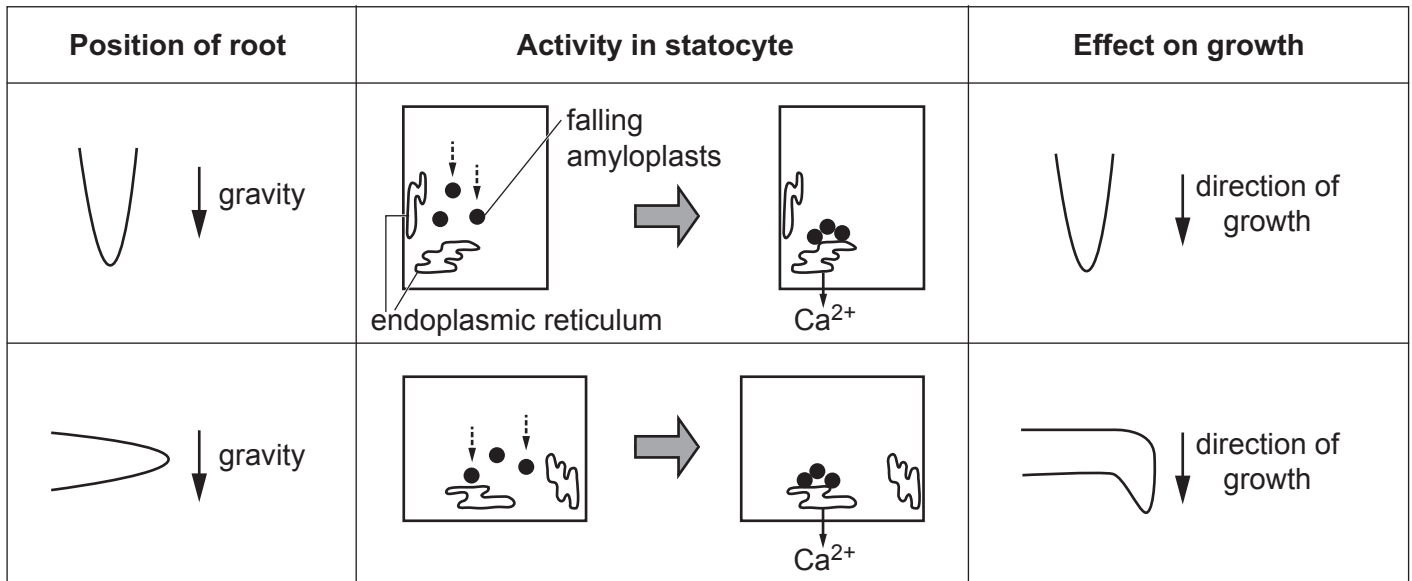 Position of root
Activity in statocyte
Effect on growth
gravity
falling
amyloplasts
endoplasmic reticulum
Ca²⁺
direction of
growth
gravity
Ca²⁺
direction of
growth